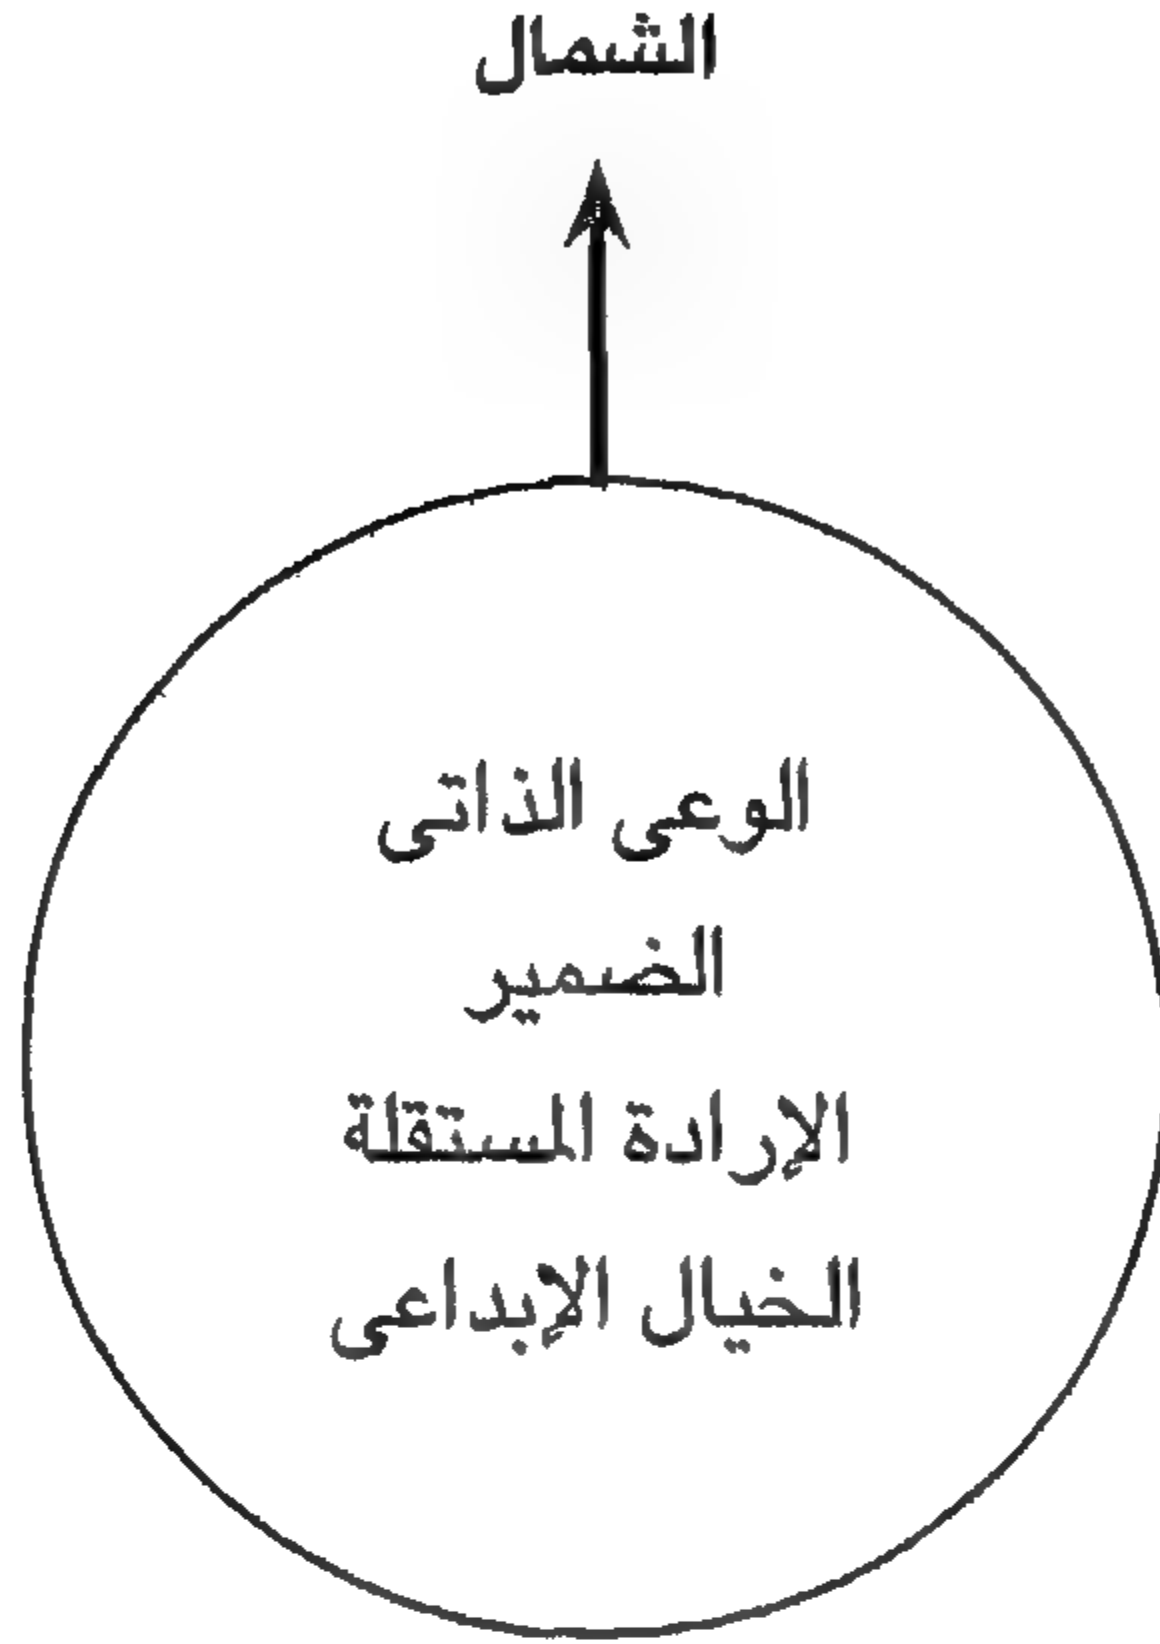 الشمال
الوعى الذاتى
الضمير
الإرادة المستقلة
الخيال الإبداعى